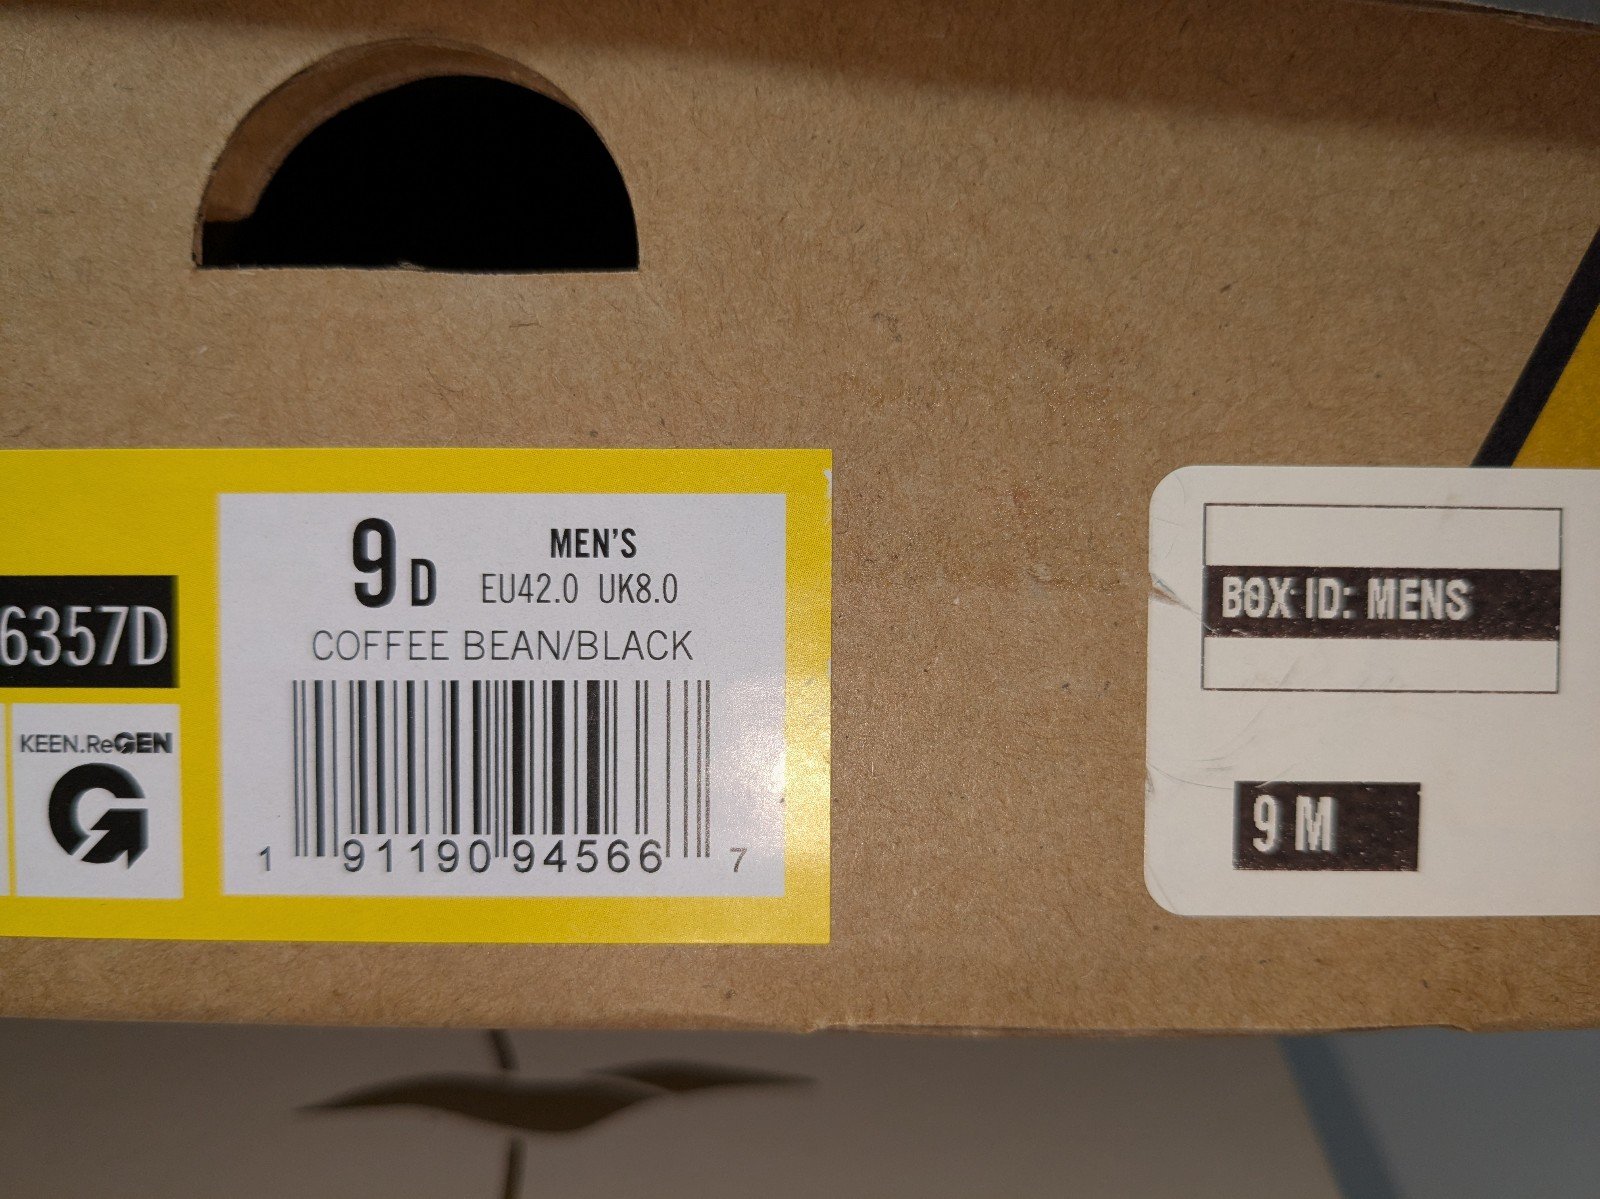 9 D MEN'S
EU42.0 UK8.0
COFFEE BEAN/BLACK
1 91190 94566 7
6357D
KEEN.ReGEN
BOX ID: MENS
9 M